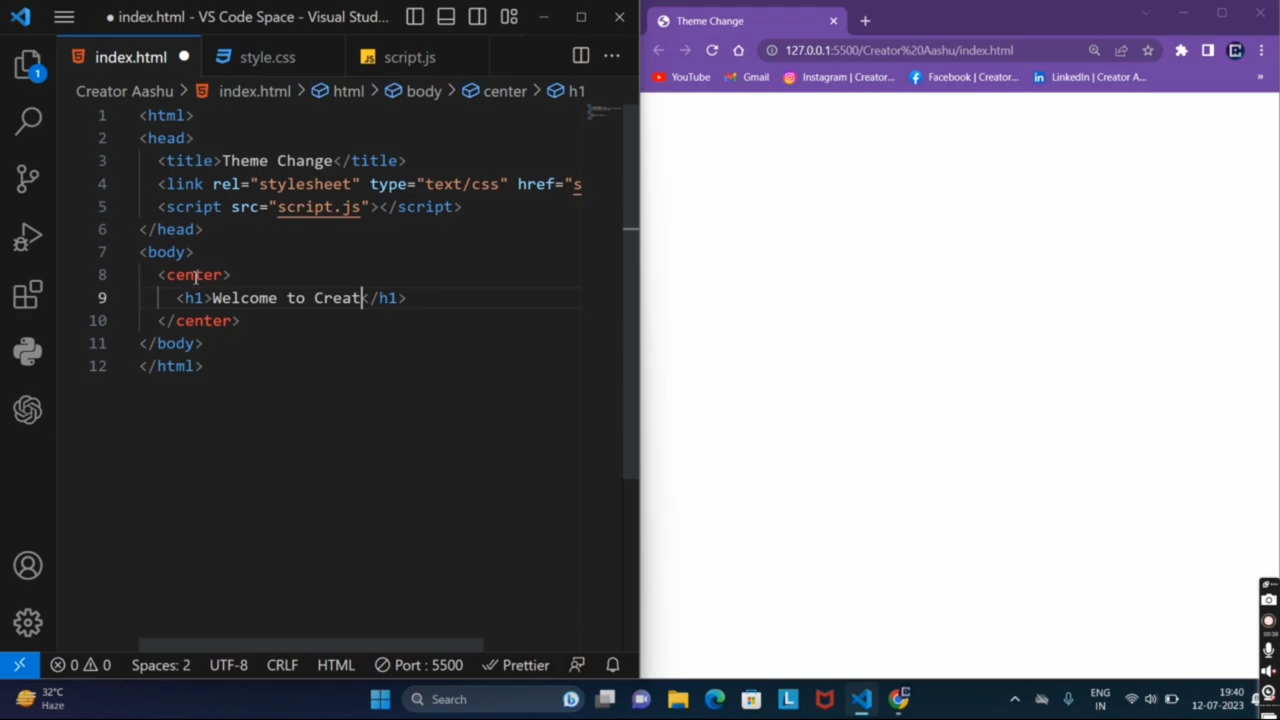 index.html - VS Code Space - Visual Stud...
index.html
style.css
script.js
Creator Aashu > index.html > html > body > center > h1
1 <html>
2 <head>
3 <title>Theme Change</title>
4 <link rel="stylesheet" type="text/css" href="s
5 <script src="script.js"></script>
6 </head>
7 <body>
8 <center>
9 <h1>Welcome to Creat</h1>
10 </center>
11 </body>
12 </html>
1
0 0 Spaces: 2 UTF-8 CRLF HTML Port : 5500 Prettier
Theme Change
127.0.0.1:5500/Creator%20Aashu/index.html
YouTube Gmail Instagram | Creator... Facebook | Creator... LinkedIn | Creator A... »
32°C
Haze
Search
ENG
IN
19:40
12-07-2023